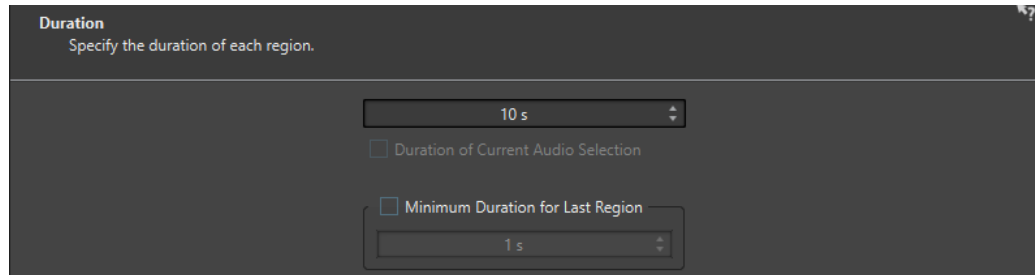 Duration
Specify the duration of each region.
10 s
Duration of Current Audio Selection
Minimum Duration for Last Region
1 s